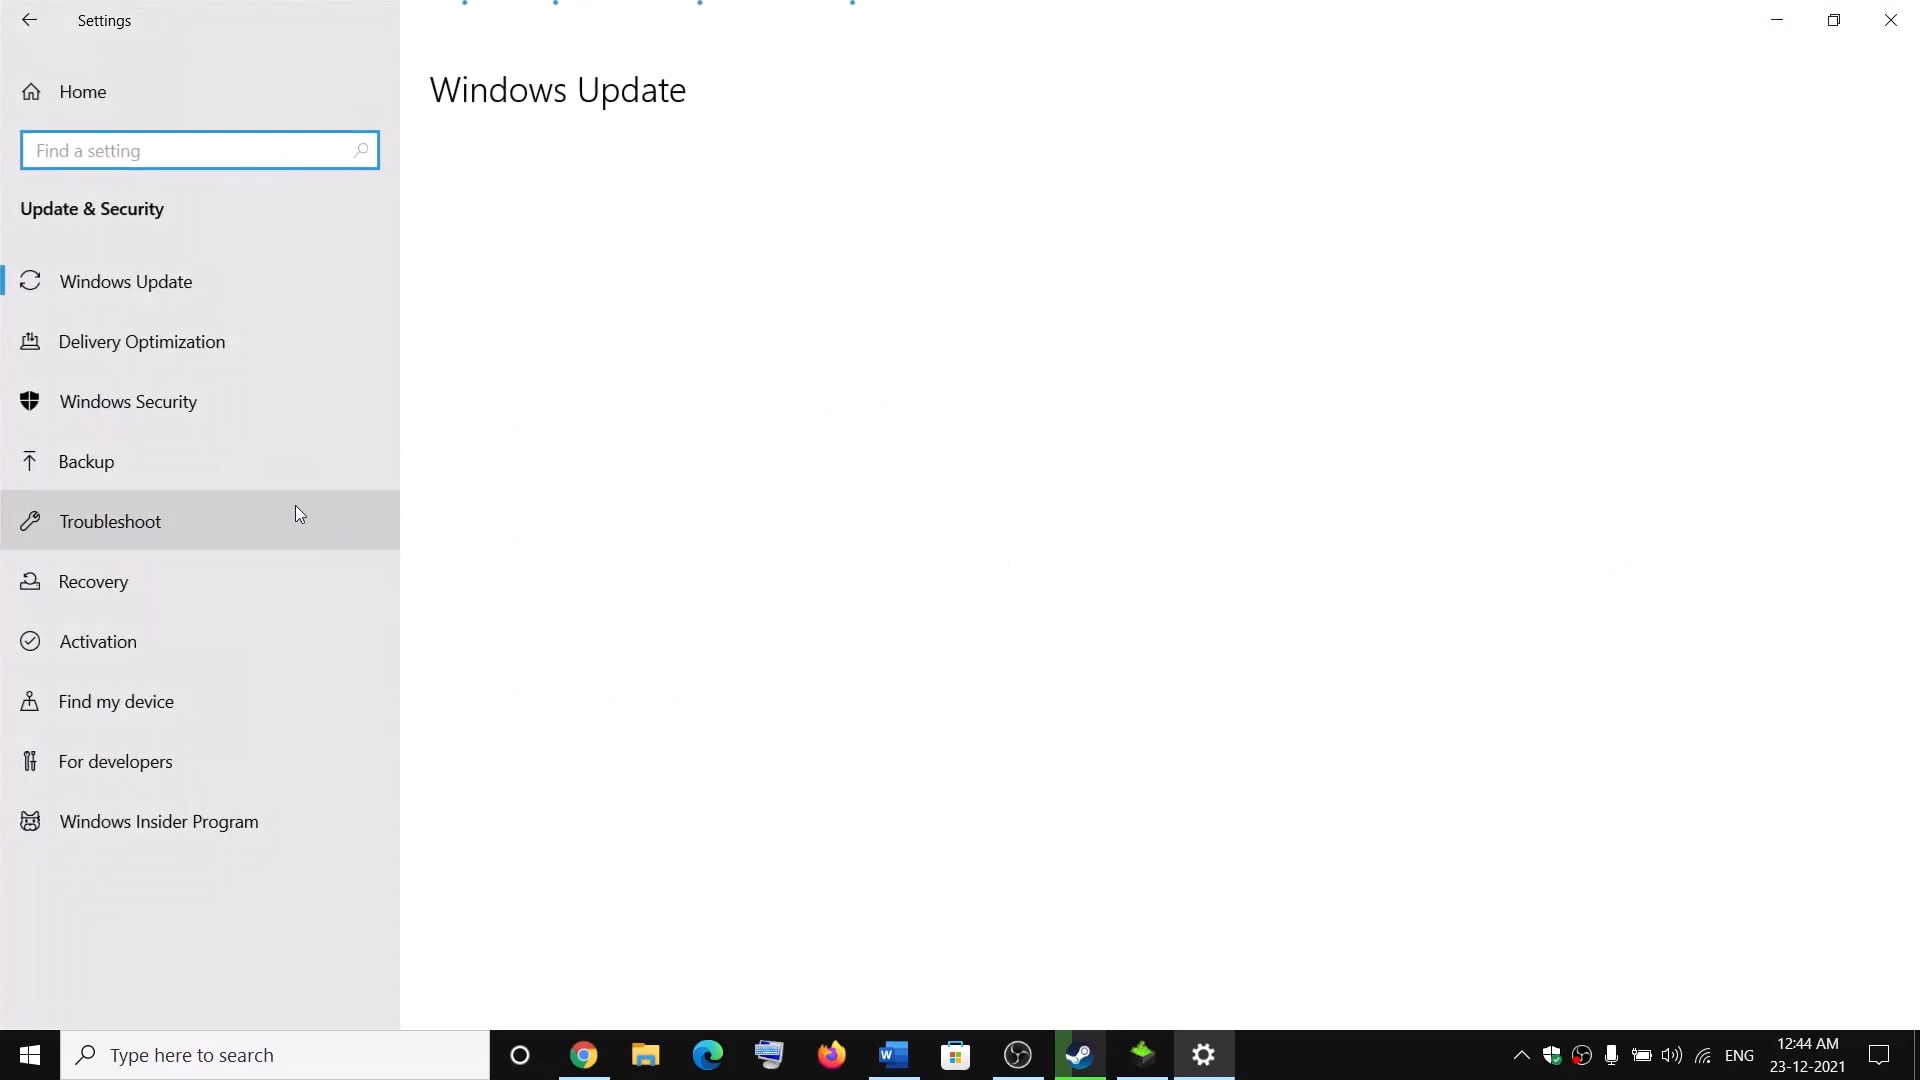 Settings
Home
Find a setting
Update & Security
Windows Update
Delivery Optimization
Windows Security
Backup
Troubleshoot
Recovery
Activation
Find my device
For developers
Windows Insider Program
Windows Update
Type here to search
W
ENG
12:44 AM
23-12-2021